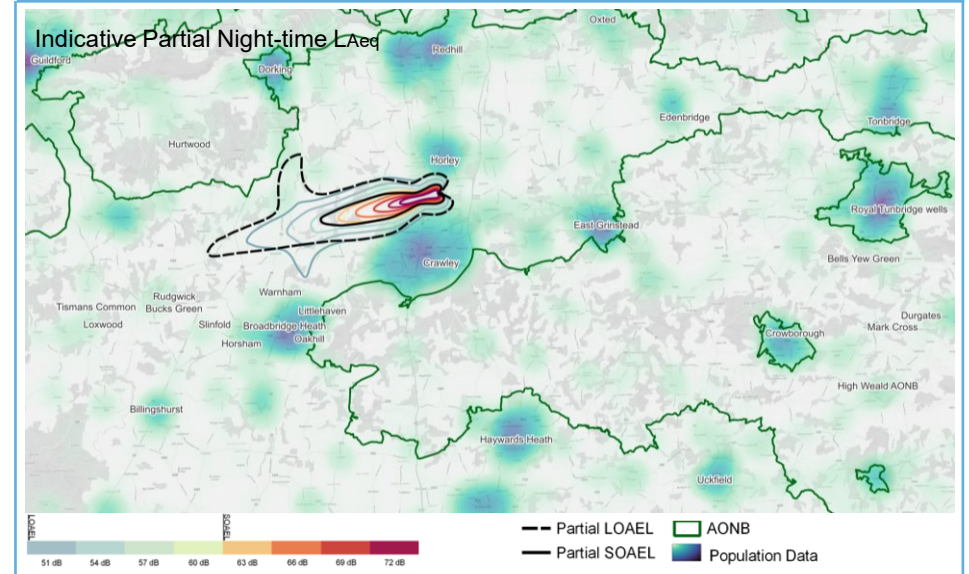 Indicative Partial Night-time LAeq
Oxted
Redhill
Guildford
Dorking
Edenbridge
Tonbridge
Hurtwood
Horley
Royal Tunbridge wells
East Grinstead
Bells Yew Green
Crawley
Warnham
Rudgwick
Tismans Common
Bucks Green
Littlehaven
Loxwood
Slinfold
Broadbridge Heath
Durgates
Mark Cross
Horsham
Oakhill
Crowborough
High Weald AONB
Billingshurst
Haywards Heath
Uckfield
LOAEL
SOAEL
51 dB 54 dB 57 dB 60 dB 63 dB 66 dB 69 dB 72 dB
Partial LOAEL
AONB
Partial SOAEL
Population Data